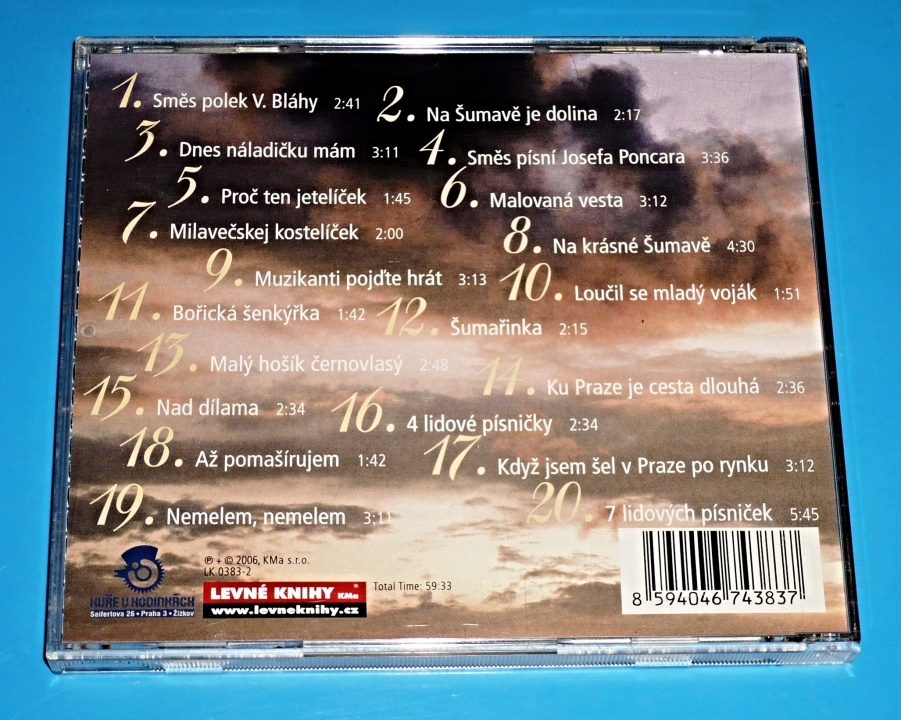 1. Směs polek V. Bláhy 2:41
2. Na Šumavě je dolina 2:17
3. Dnes náladičku mám 3:11
4. Směs písní Josefa Poncara 3:36
5. Proč ten jetelíček 1:45
6. Malovaná vesta 3:12
7. Milavečskej kostelíček 2:00
8. Na krásné Šumavě 4:30
9. Muzikanti pojďte hrát 3:13
10. Loučil se mladý voják 1:51
11. Bořická šenkýřka 1:42
12. Šumařinka 2:15
13. Malý hošík černovlasý 2:48
14. Ku Praze je cesta dlouhá 2:36
15. Nad dílama 2:34
16. 4 lidové písničky 2:34
18. Až pomašírujem 1:42
17. Když jsem šel v Praze po rynku 3:12
19. Nemelem, nemelem 3:11
20. 7 lidových písniček 5:45
KUŘE V HODINKÁCH
Seifertova 26 • Praha 3 • Žižkov
℗ + © 2006, KMa s.r.o.
LK 0383-2
LEVNÉ KNIHY KMa®
www.levneknihy.cz
Total Time: 59:33
8 594046 743837